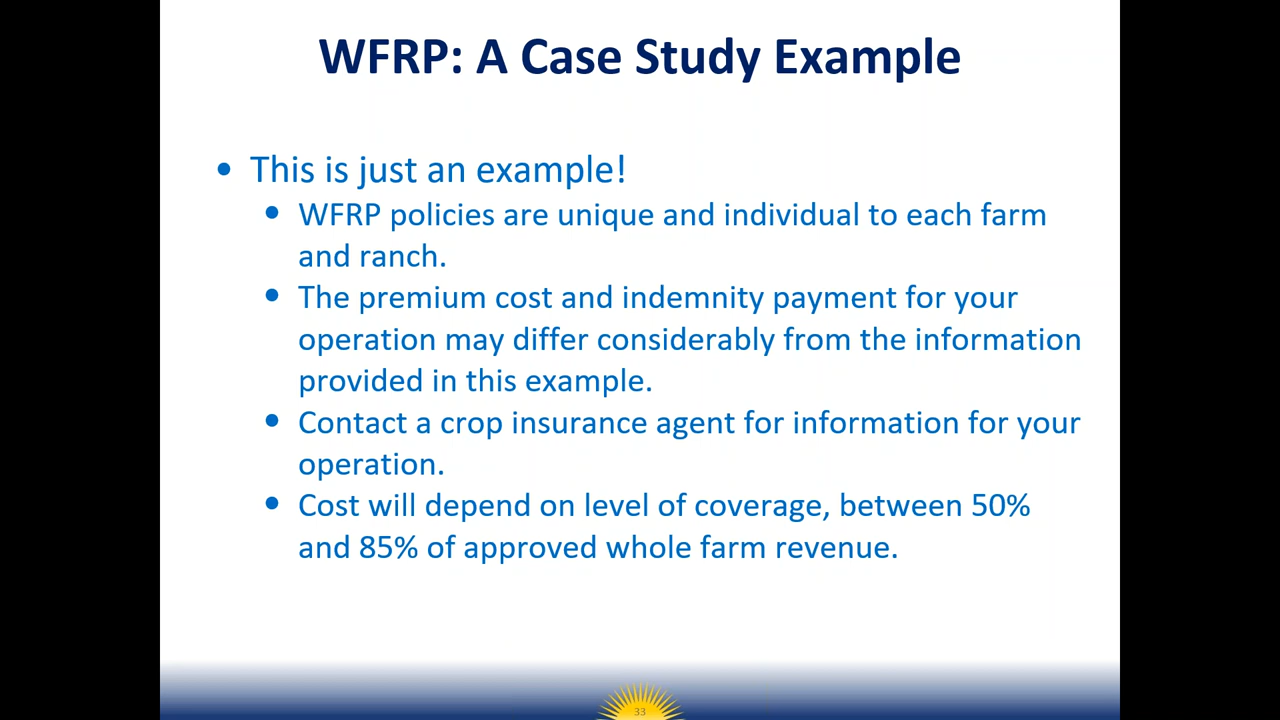 WFRP: A Case Study Example
• This is just an example!
• WFRP policies are unique and individual to each farm
and ranch.
• The premium cost and indemnity payment for your
operation may differ considerably from the information
provided in this example.
• Contact a crop insurance agent for information for your
operation.
• Cost will depend on level of coverage, between 50%
and 85% of approved whole farm revenue.
33